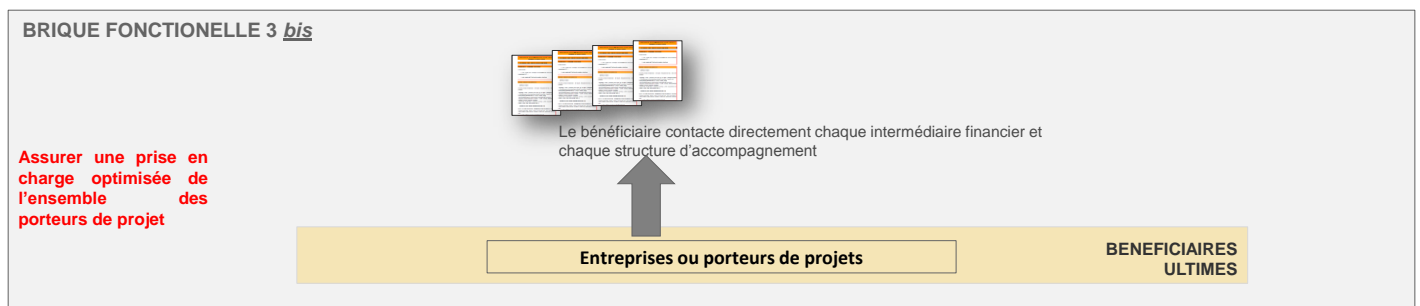 BRIQUE FONCTIONELLE 3 bis
Le bénéficiaire contacte directement chaque intermédiaire financier et
chaque structure d'accompagnement
Assurer une prise en
charge optimisée de
l'ensemble des
porteurs de projet
Entreprises ou porteurs de projets
BENEFICIAIRES
ULTIMES